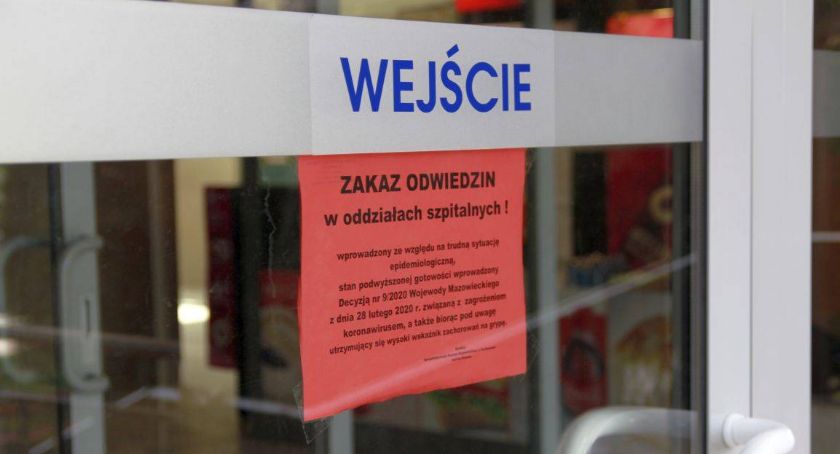 WEJŚCIE
ZAKAZ ODWIEDZIN
w oddziałach szpitalnych !
wprowadzony ze względu na trudną sytuację
epidemiologiczną,
stan podwyższonej gotowości wprowadzony
Decyzją nr 9/2020 Wojewody Mazowieckiego
z dnia 28 lutego 2020 r. związaną z zagrożeniem
koronawirusem, a także biorąc pod uwagę
utrzymujący się wysoki wskaźnik zachorowań na grypę.